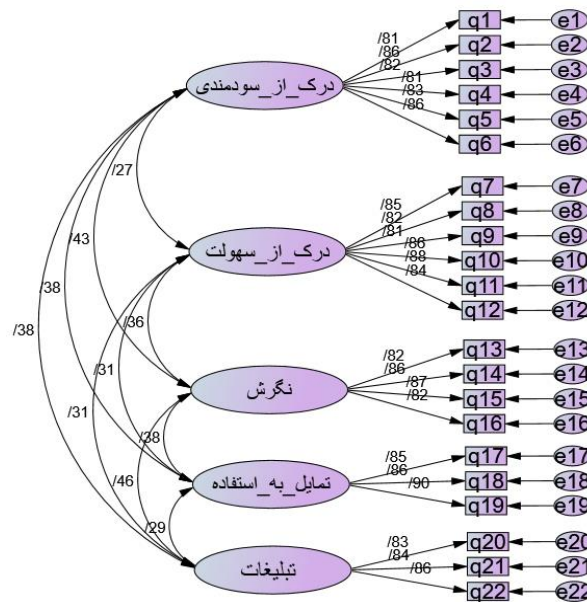 /81 q1 e1
/86 q2 e2
/82 q3 e3
درک_از_سودمندی
/81 q4 e4
/83 q5 e5
/86 q6 e6
/27
/85 q7 e7
/82 q8 e8
/81 q9 e9
/43
درک_از_سهولت
/86 q10 e10
/88 q11 e11
/84 q12 e12
/38
/36
/38
/82 q13 e13
/31
/86 q14 e14
نگرش
/87 q15 e15
/82 q16 e16
/31
/38
/85 q17 e17
/46
تمایل_به_استفاده
/86 q18 e18
/90 q19 e19
/29
/83 q20 e20
تبلیغات
/84 q21 e21
/86 q22 e22